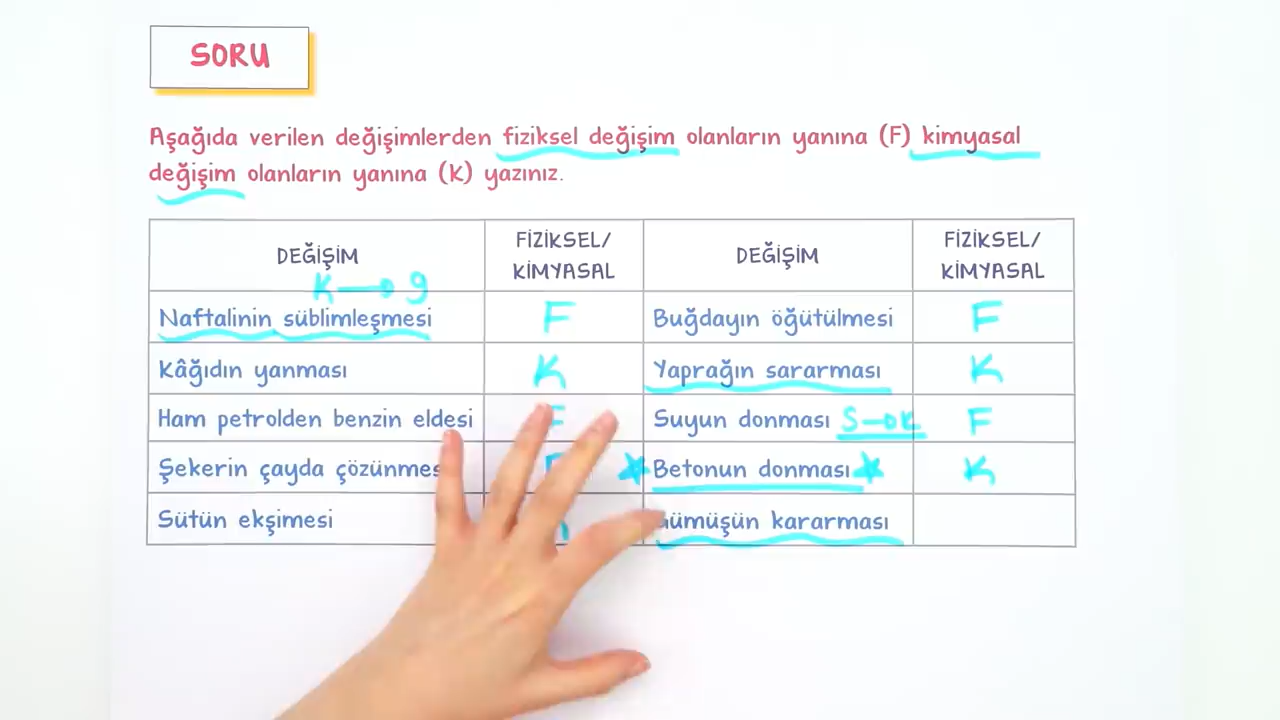 SORU
Aşağıda verilen değişimlerden fiziksel değişim olanların yanına (F) kimyasal
değişim olanların yanına (K) yazınız.
DEĞİŞİM FİZİKSEL/ KİMYASAL DEĞİŞİM FİZİKSEL/ KİMYASAL
K → g
Naftalinin süblimleşmesi F Buğdayın öğütülmesi F
Kâğıdın yanması K Yaprağın sararması K
Ham petrolden benzin eldesi F Suyun donması F
Şekerin çayda Betonun donması K
Sütün ekşimesi kararması